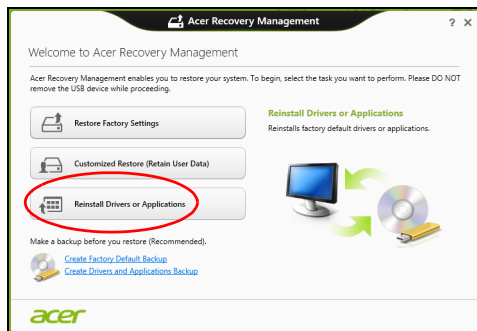 Acer Recovery Management
? X
Welcome to Acer Recovery Management
Acer Recovery Management enables you to restore your system. To begin, select the task you want to perform. Please DO NOT
remove the USB device while proceeding.
Restore Factory Settings
Customized Restore (Retain User Data)
Reinstall Drivers or Applications
Reinstall Drivers or Applications
Reinstalls factory default drivers or applications.
Make a backup before you restore (Recommended).
Create Factory Default Backup
Create Drivers and Applications Backup
acer